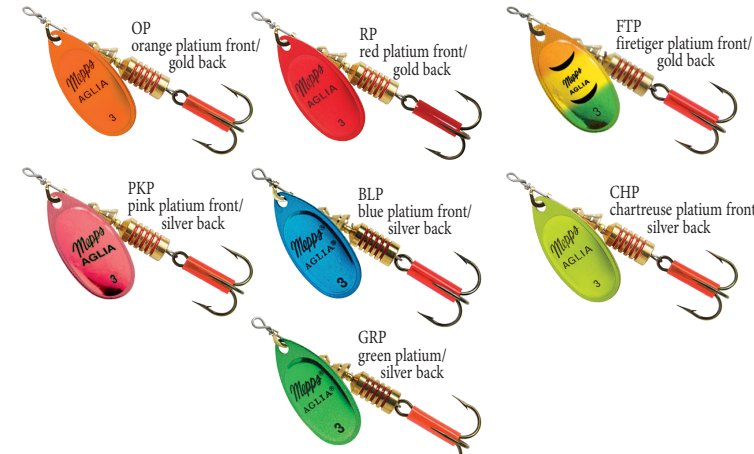 OP
orange platium front/
gold back
Mepps
AGLIA
3
RP
red platium front/
gold back
Mepps
AGLIA
3
FTP
firetiger platium front/
gold back
Mepps
AGLIA
3
PKP
pink platium front/
silver back
Mepps
AGLIA
3
BLP
blue platium front/
silver back
Mepps®
AGLIA®
3
CHP
chartreuse platium front
silver back
Mepps
AGLIA
3
GRP
green platium/
silver back
Mepps®
AGLIA®
3